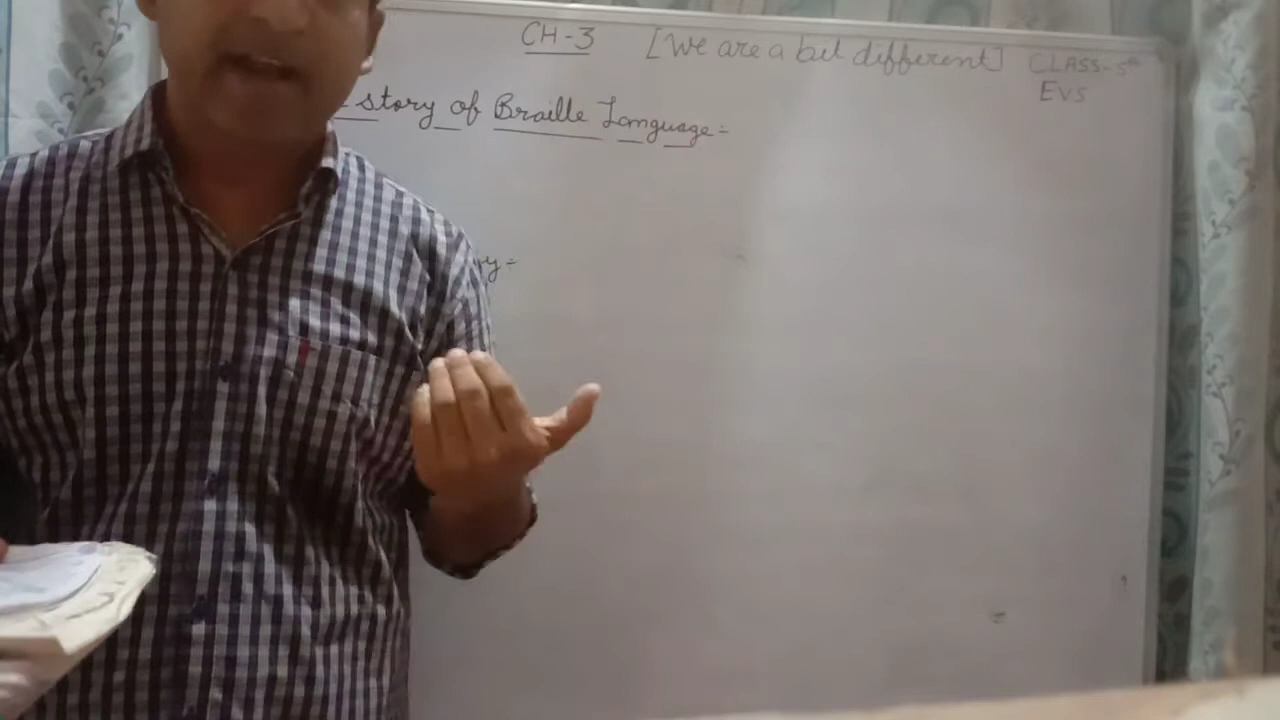 CH-3 [We are a bit different] CLASS-5th
EVS
story of Braille Language:-